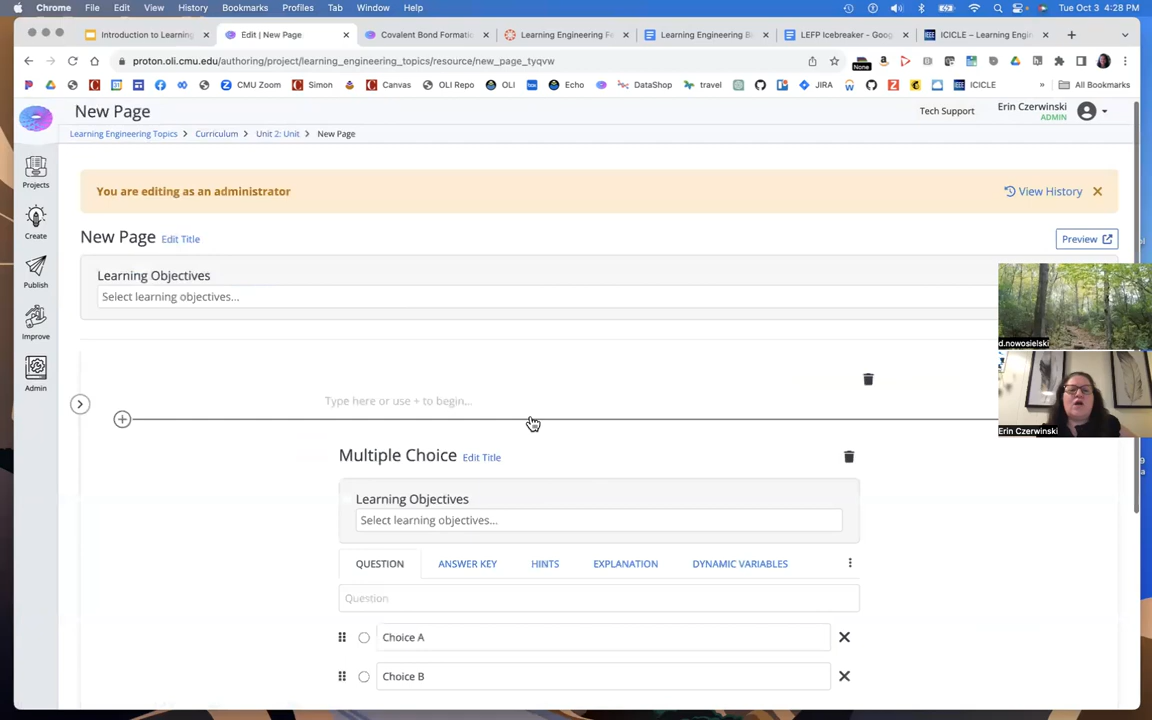 Chrome File Edit View History Bookmarks Profiles Tab Window Help Tue Oct 3 4:28 PM
Introduction to Learning Edit | New Page Covalent Bond Formati Learning Engineering Fe Learning Engineering B LEFP Icebreaker - Goog ICICLE – Learning Engin
proton.oli.cmu.edu/authoring/project/learning_engineering_topics/resource/new_page_tyqvw
None
CMU Zoom Simon Canvas OLI Repo OLI Echo DataShop travel JIRA ICICLE » All Bookmarks
New Page
Tech Support
Erin Czerwinski
ADMIN
Learning Engineering Topics Curriculum Unit 2: Unit New Page
Projects
Create
Publish
Improve
Admin
You are editing as an administrator
View History
New Page Edit Title
Preview
Learning Objectives
Select learning objectives...
d.nowosielski
Erin Czerwinski
Type here or use + to begin...
Multiple Choice Edit Title
Learning Objectives
Select learning objectives...
QUESTION ANSWER KEY HINTS EXPLANATION DYNAMIC VARIABLES
Question
Choice A
Choice B